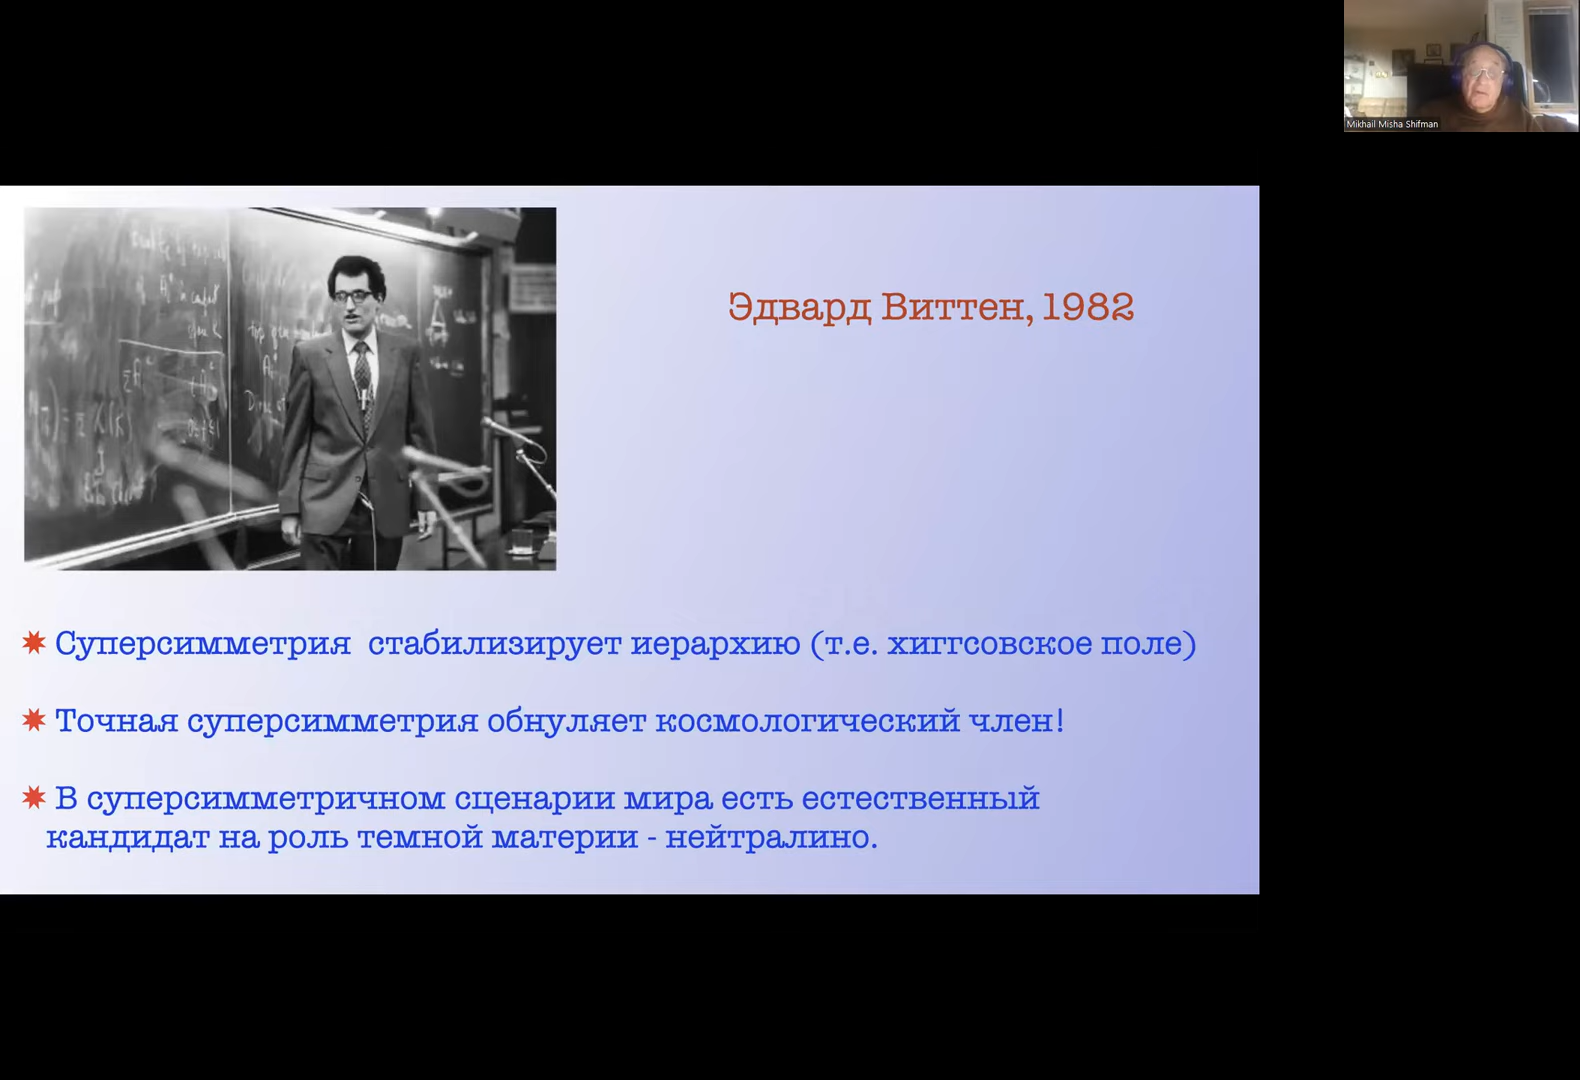 Mikhail Misha Shifman
Эдвард Виттен, 1982
Суперсимметрия стабилизирует иерархию (т.е. хиггсовское поле)
Точная суперсимметрия обнуляет космологический член!
В суперсимметричном сценарии мира есть естественный
кандидат на роль темной материи - нейтралино.